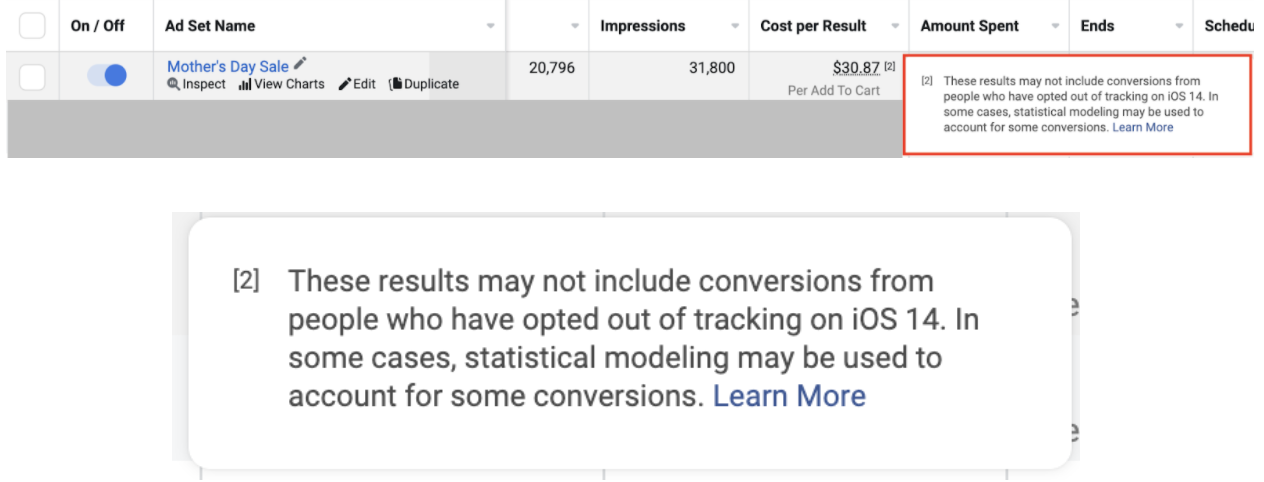 On / Off Ad Set Name Impressions Cost per Result Amount Spent Ends Schedu
Mother's Day Sale 20,796 31,800 $30.87 [2]
Inspect View Charts Edit Duplicate Per Add To Cart
[2] These results may not include conversions from
people who have opted out of tracking on iOS 14. In
some cases, statistical modeling may be used to
account for some conversions. Learn More
[2] These results may not include conversions from
people who have opted out of tracking on iOS 14. In
some cases, statistical modeling may be used to
account for some conversions. Learn More